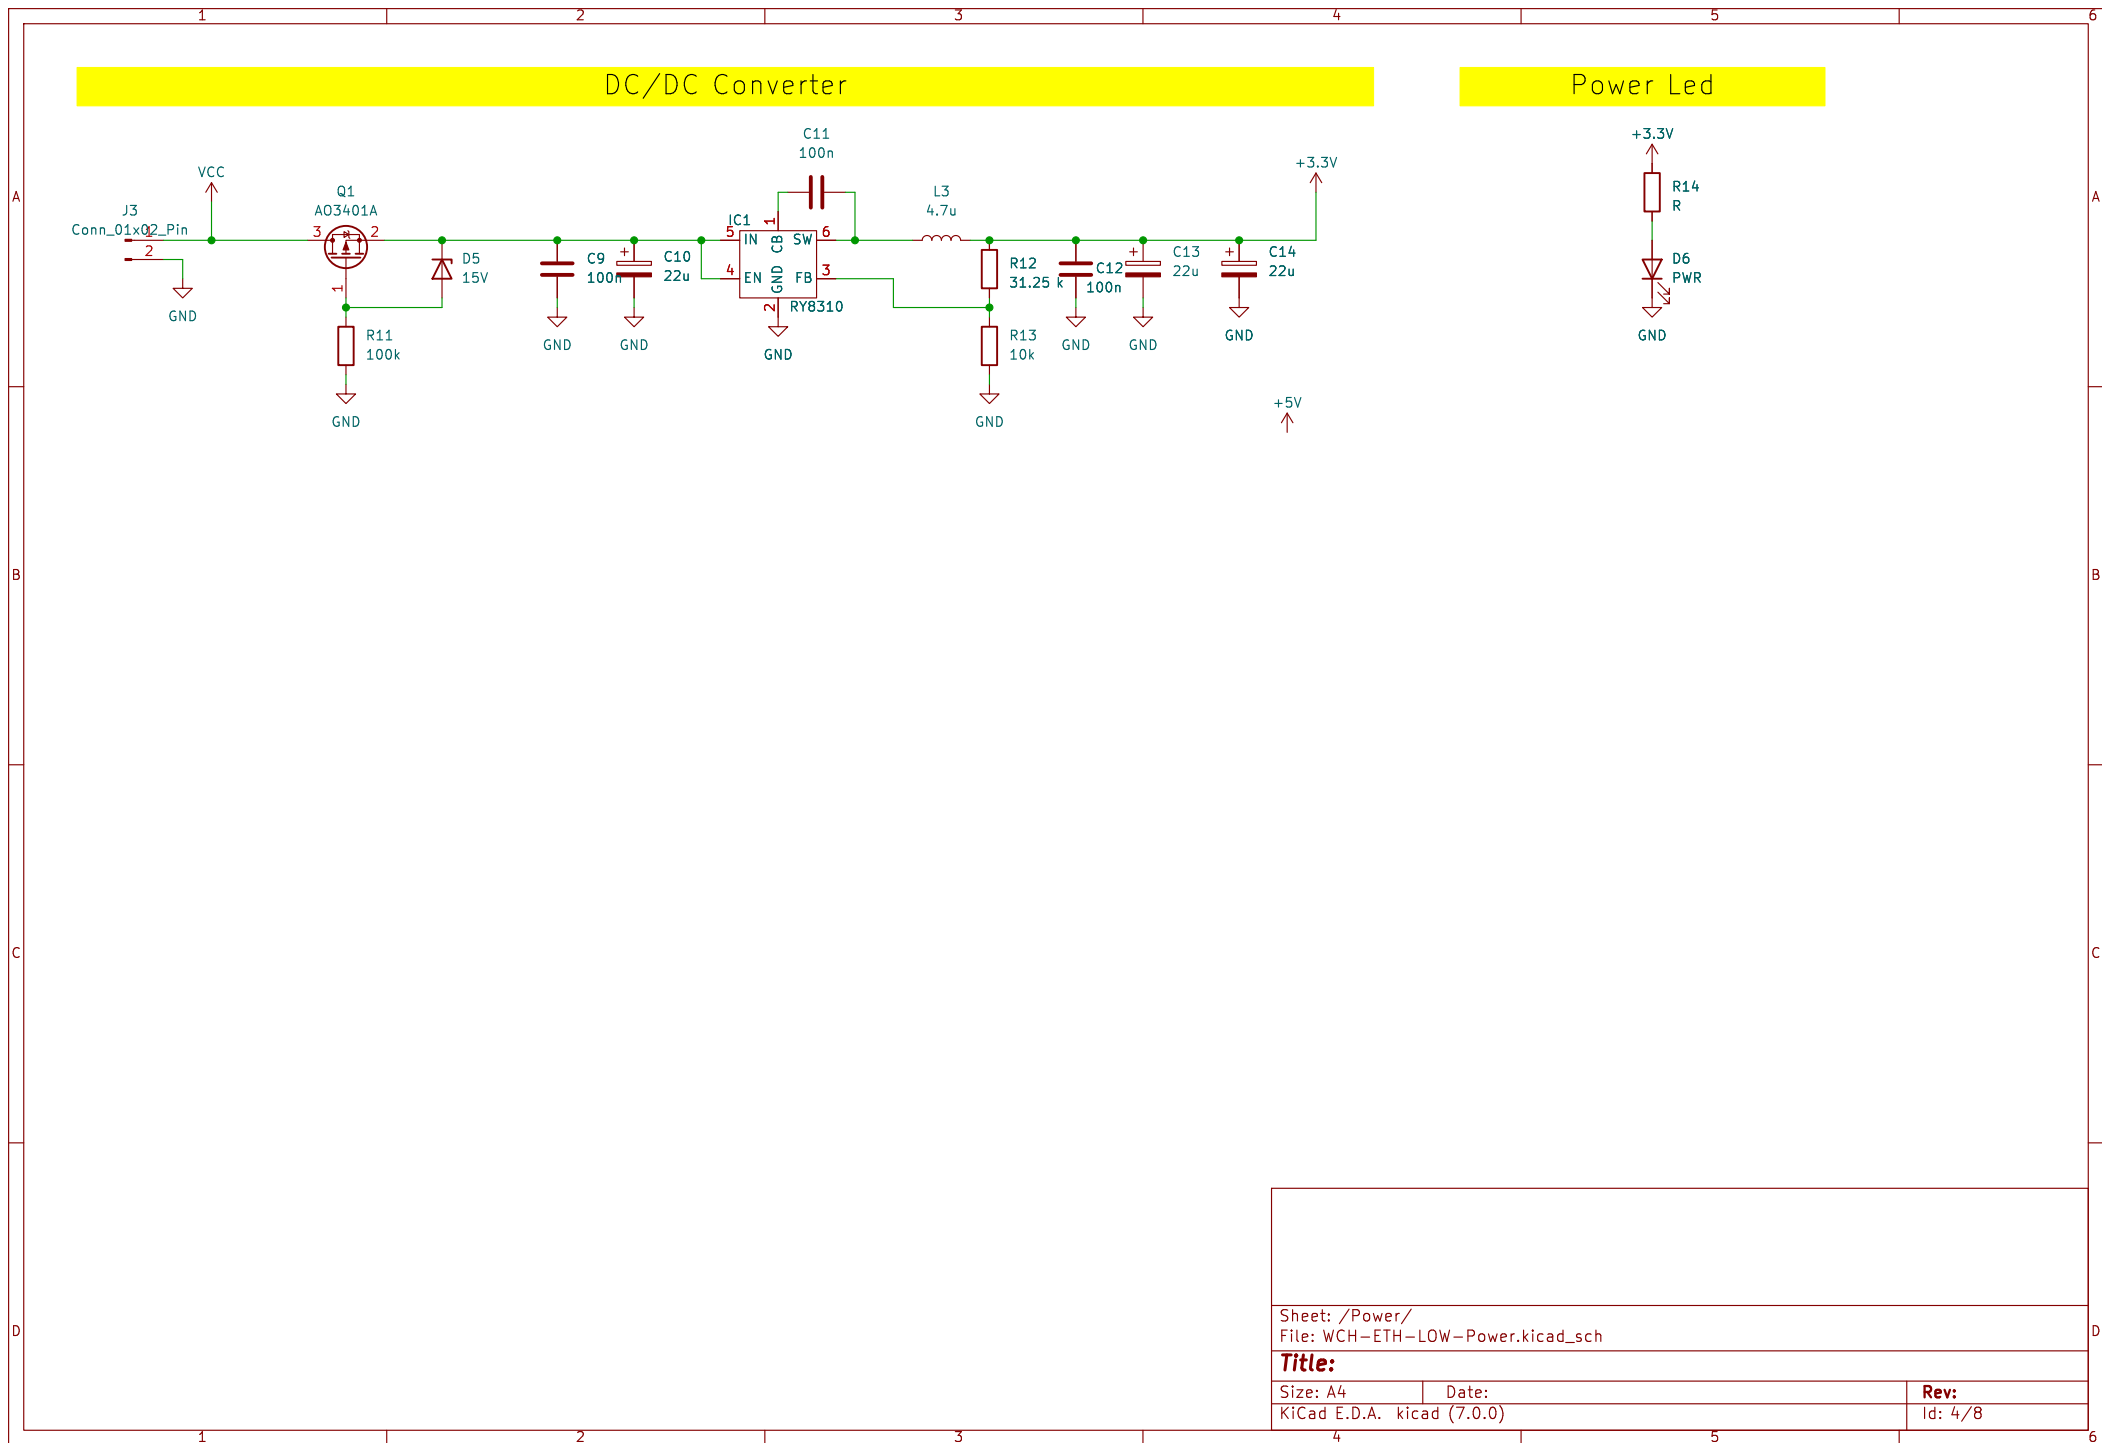 1 2 3 4 5 6
DC/DC Converter
Power Led
A
A
J3
Conn_01x02_Pin
1
2
GND
VCC
Q1
AO3401A
3
2
1
R11
100k
GND
D5
15V
C9
100n
GND
C10
22u
GND
C11
100n
IC1
RY8310
5
IN
4
EN
1
CB
GND
2
SW
6
FB
3
GND
L3
4.7u
R12
31.25 k
R13
10k
GND
C12
100n
GND
C13
22u
GND
C14
22u
GND
+3.3V
+5V
+3.3V
R14
R
D6
PWR
GND
B
B
C
C
D
D
Sheet: /Power/
File: WCH-ETH-LOW-Power.kicad_sch
Title:
Size: A4
Date:
Rev:
KiCad E.D.A. kicad (7.0.0)
Id: 4/8
1 2 3 4 5 6